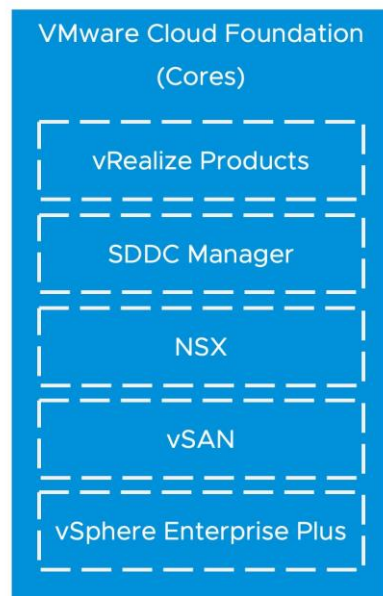 VMware Cloud Foundation
(Cores)
vRealize Products
SDDC Manager
NSX
vSAN
vSphere Enterprise Plus